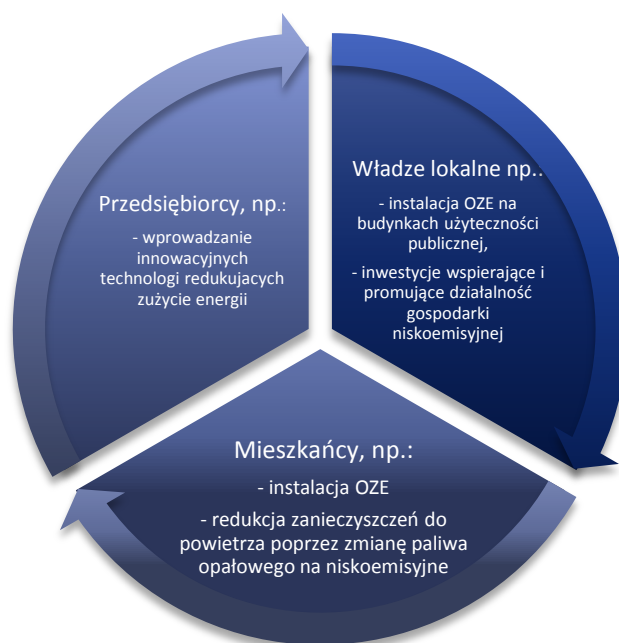 Władze lokalne np.:
- instalacja OZE na
budynkach użyteczności
publicznej,
- inwestycje wspierające i
promujące działalność
gospodarki
niskoemisyjnej
Mieszkańcy, np.:
- instalacja OZE
- redukcja zanieczyszczeń do
powietrza poprzez zmianę paliwa
opałowego na niskoemisyjne
Przedsiębiorcy, np.:
- wprowadzanie
innowacyjnych
technologi redukujacych
zużycie energii